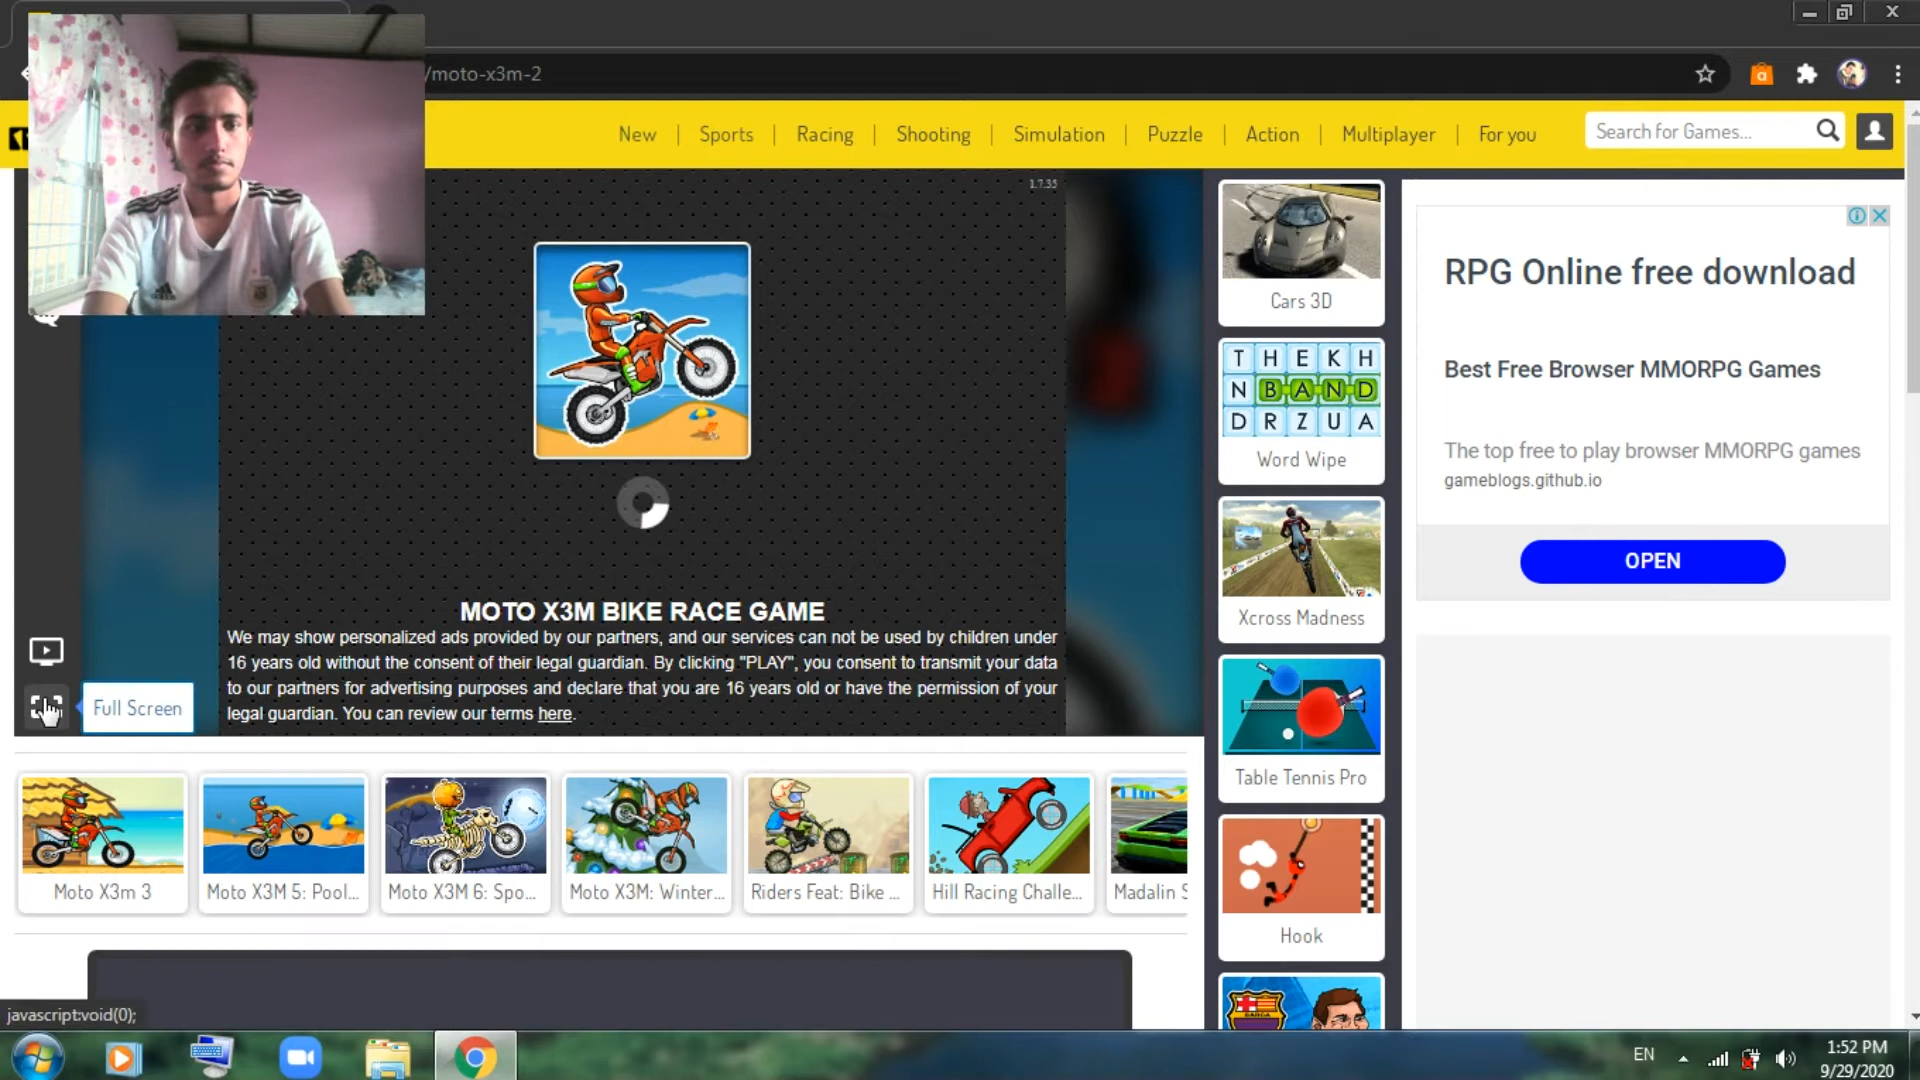 /moto-x3m-2
New | Sports | Racing | Shooting | Simulation | Puzzle | Action | Multiplayer | For you
Search for Games...
1.7.35
MOTO X3M BIKE RACE GAME
We may show personalized ads provided by our partners, and our services can not be used by children under
16 years old without the consent of their legal guardian. By clicking "PLAY", you consent to transmit your data
to our partners for advertising purposes and declare that you are 16 years old or have the permission of your
legal guardian. You can review our terms here.
Full Screen
Cars 3D
T H E K H
N B A N D
D R Z U A
Word Wipe
Xcross Madness
Table Tennis Pro
Hook
BARCA
RPG Online free download
Best Free Browser MMORPG Games
The top free to play browser MMORPG games
gameblogs.github.io
OPEN
Moto X3m 3
Moto X3M 5: Pool...
Moto X3M 6: Spo...
Moto X3M: Winter...
Riders Feat: Bike ...
Hill Racing Challe...
Madalin S
javascript:void(0);
EN
1:52 PM
9/29/2020